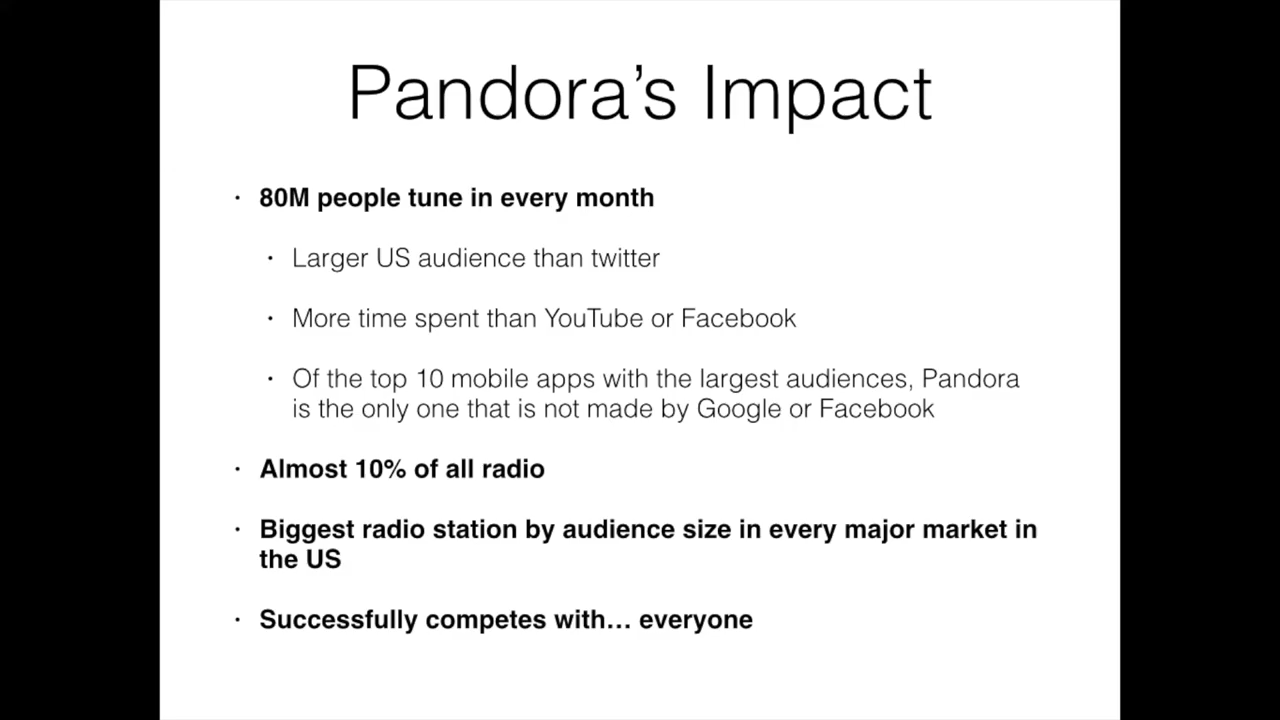 Pandora’s Impact
· 80M people tune in every month
· Larger US audience than twitter
· More time spent than YouTube or Facebook
· Of the top 10 mobile apps with the largest audiences, Pandora
is the only one that is not made by Google or Facebook
· Almost 10% of all radio
· Biggest radio station by audience size in every major market in
the US
· Successfully competes with… everyone